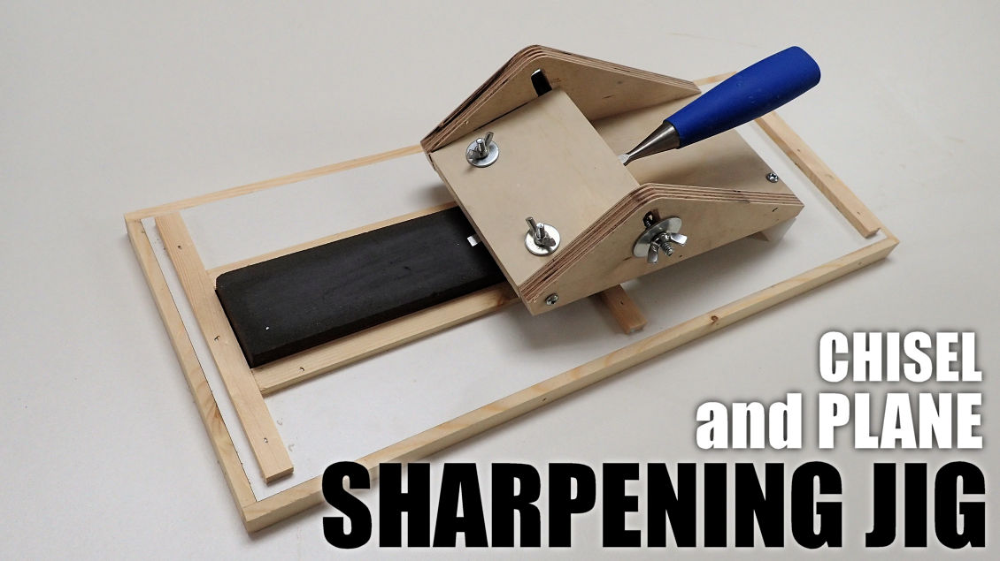 CHISEL
and PLANE
SHARPENING JIG